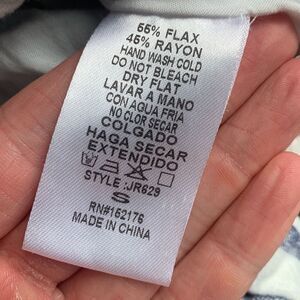 55% FLAX
45% RAYON
HAND WASH COLD
DO NOT BLEACH
DRY FLAT
LAVAR A MANO
CON AGUA FRIA
NO CLOR SECAR
COLGADO
HAGA SECAR
EXTENDIDO
STYLE:JR629
S
RN#152176
MADE IN CHINA